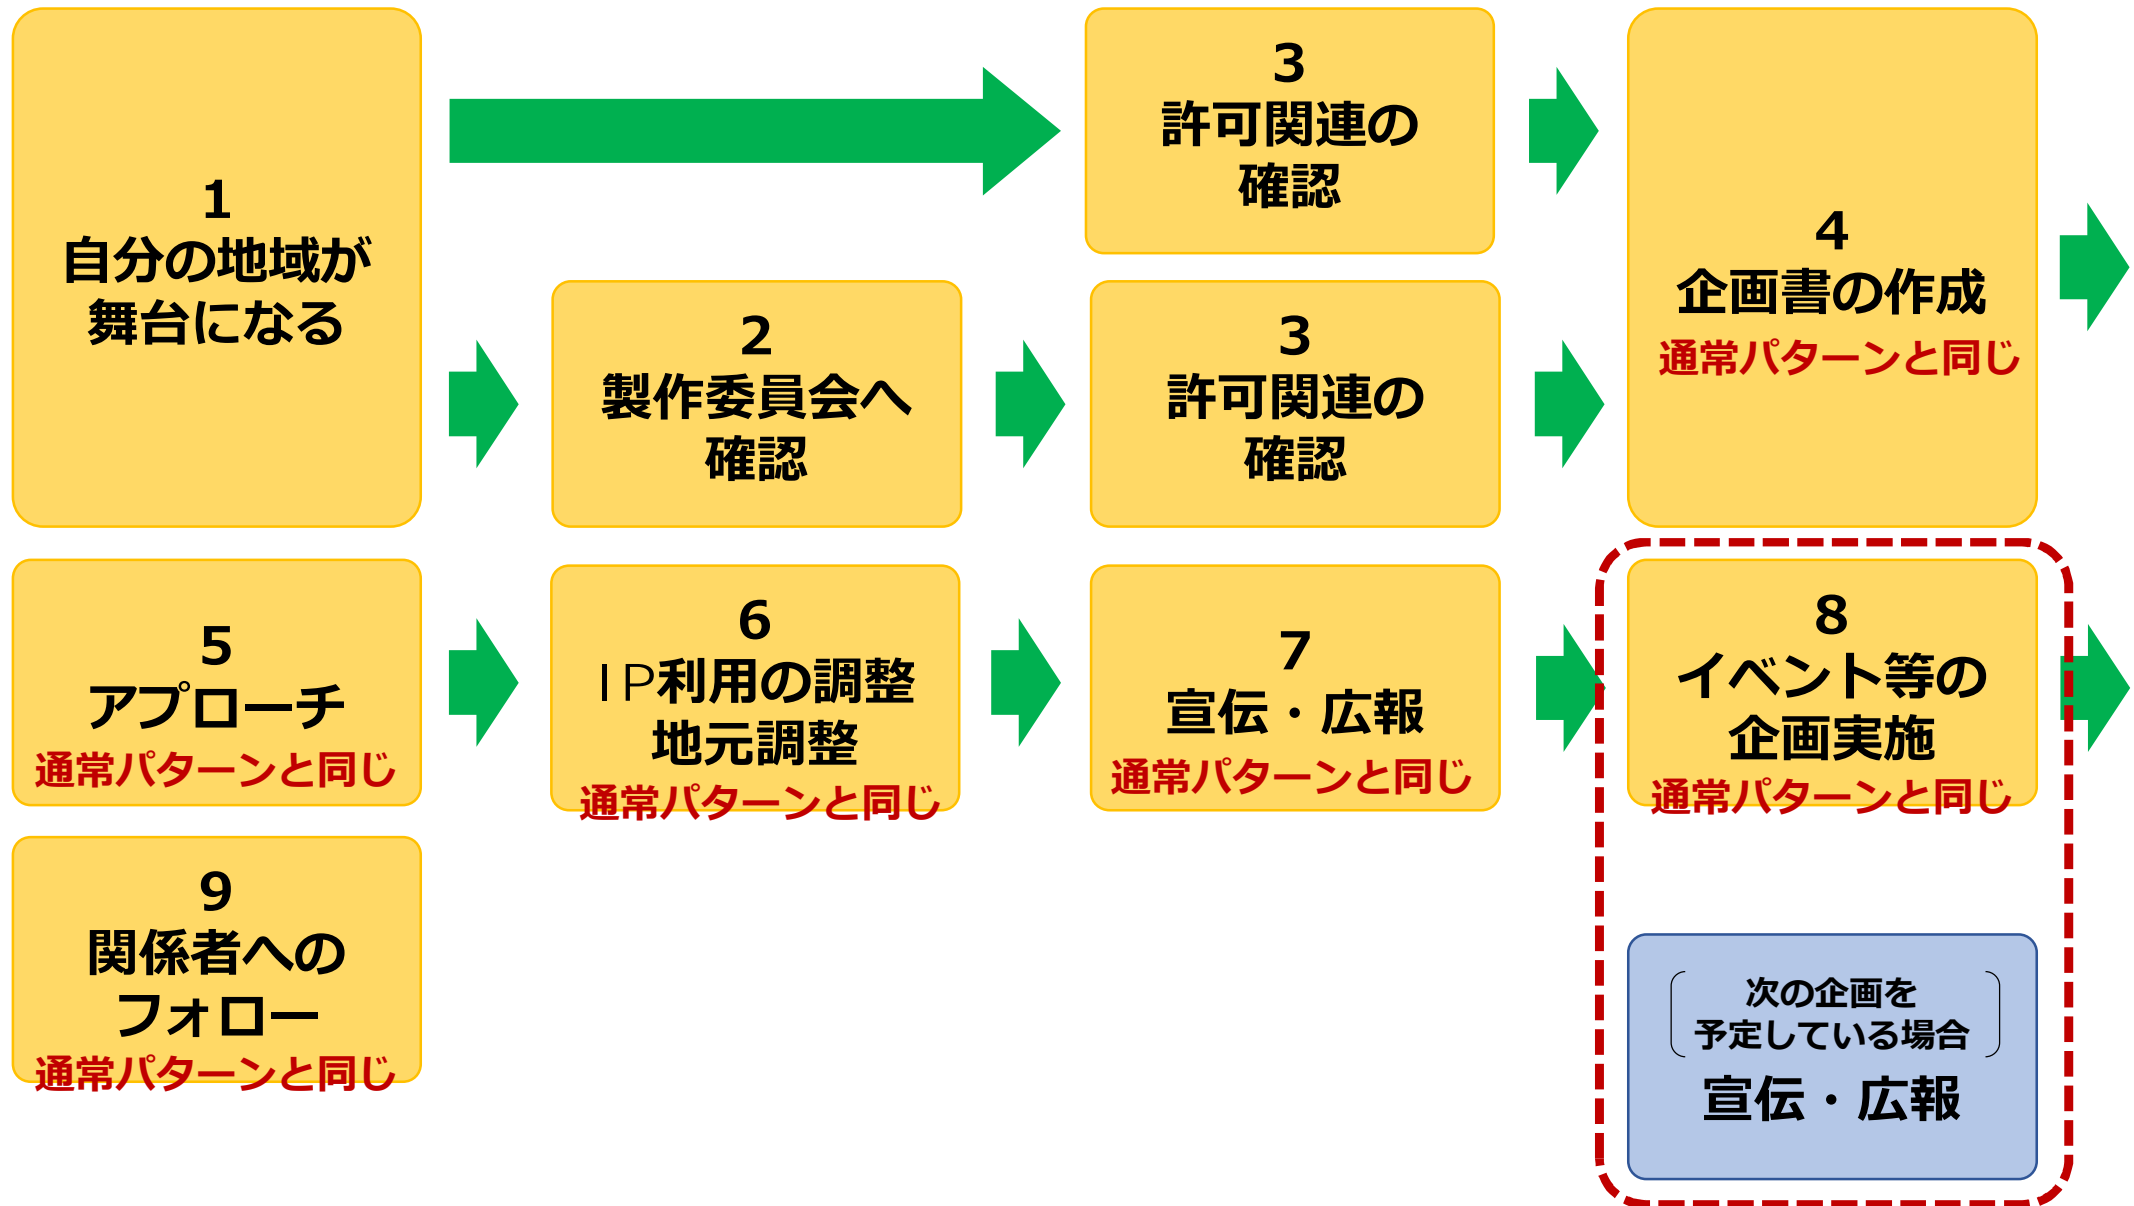 1
自分の地域が
舞台になる
3
許可関連の
確認
2
製作委員会へ
確認
3
許可関連の
確認
4
企画書の作成
通常パターンと同じ
5
アプローチ
通常パターンと同じ
6
IP利用の調整
地元調整
通常パターンと同じ
7
宣伝・広報
通常パターンと同じ
8
イベント等の
企画実施
通常パターンと同じ
9
関係者への
フォロー
通常パターンと同じ
次の企画を
予定している場合
宣伝・広報